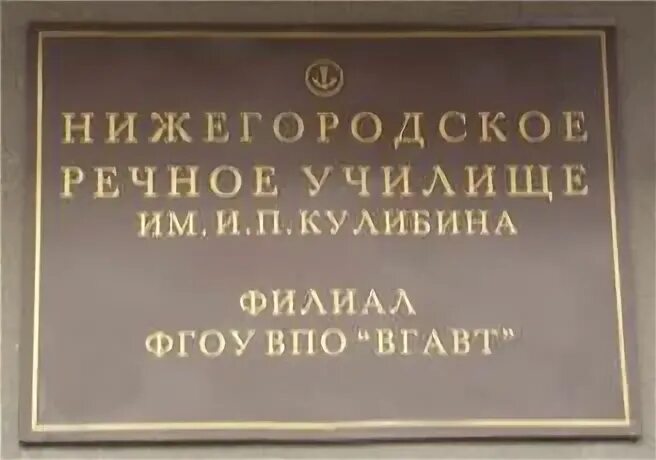 НИЖЕГОРОДСКОЕ
РЕЧНОЕ УЧИЛИЩЕ
ИМ. И.П. КУЛИБИНА
ФИЛИАЛ
ФГОУ ВПО "ВГАВТ"